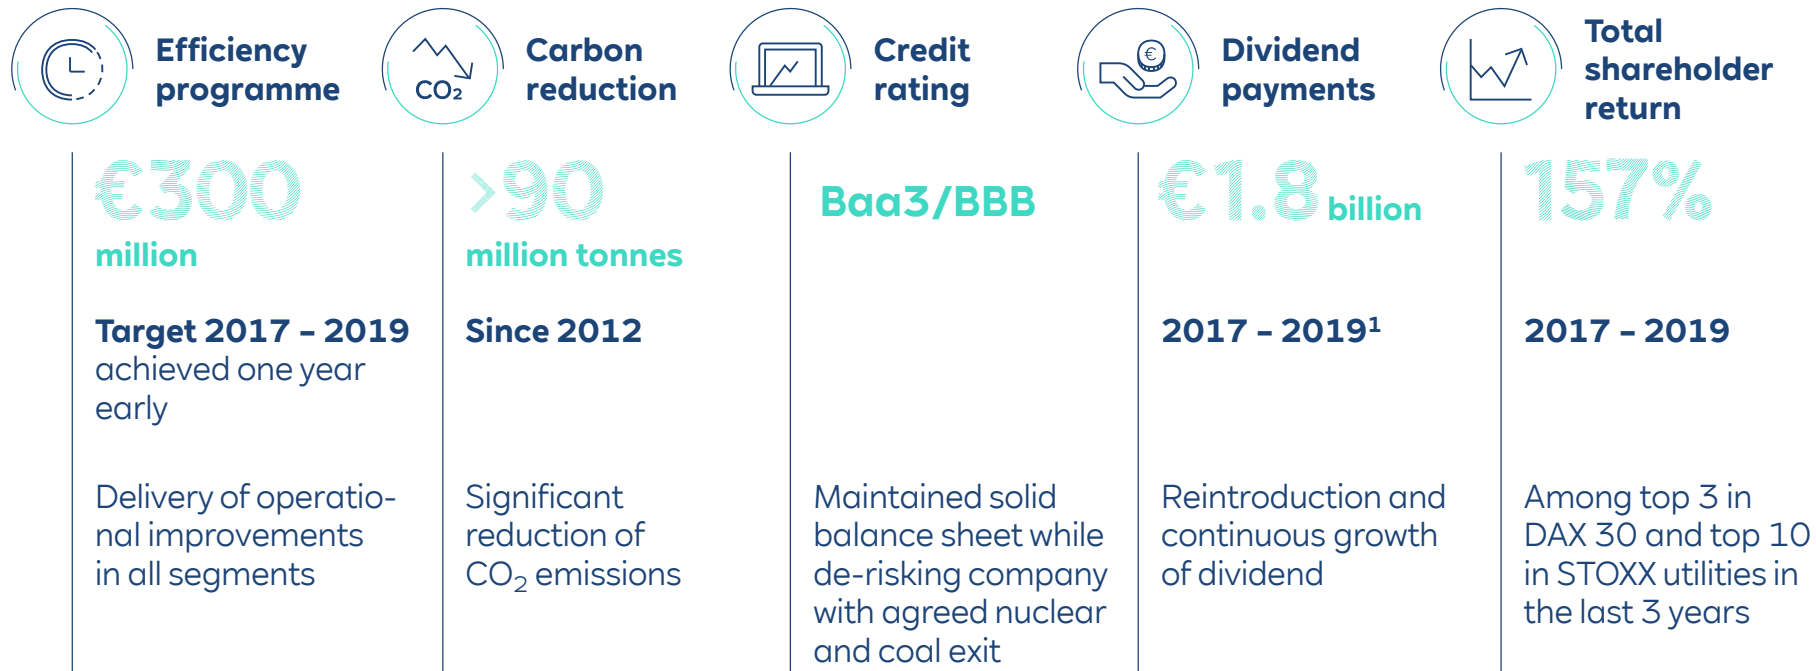 Efficiency
programme
€300
million
Target 2017 – 2019
achieved one year
early
Delivery of operatio-
nal improvements
in all segments
CO₂
Carbon
reduction
>90
million tonnes
Since 2012
Significant
reduction of
CO₂ emissions
Credit
rating
Baa3/BBB
Maintained solid
balance sheet while
de-risking company
with agreed nuclear
and coal exit
€
Dividend
payments
€1.8 billion
2017 – 2019¹
Reintroduction and
continuous growth
of dividend
Total
shareholder
return
157%
2017 – 2019
Among top 3 in
DAX 30 and top 10
in STOXX utilities in
the last 3 years